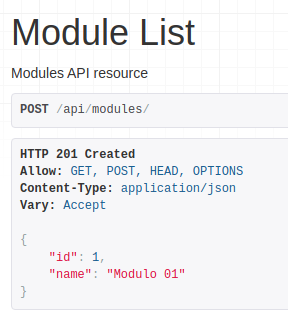 Module List
Modules API resource
POST /api/modules/
HTTP 201 Created
Allow: GET, POST, HEAD, OPTIONS
Content-Type: application/json
Vary: Accept
{
    "id": 1,
    "name": "Modulo 01"
}